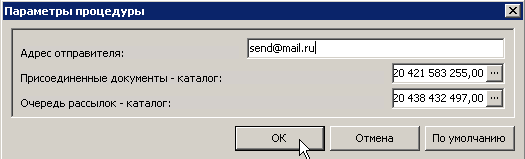 Параметры процедуры
Адрес отправителя: send@mail.ru
Присоединенные документы - каталог: 20 421 583 255,00 ...
Очередь рассылок - каталог: 20 438 432 497,00 ...
ОК Отмена По умолчанию